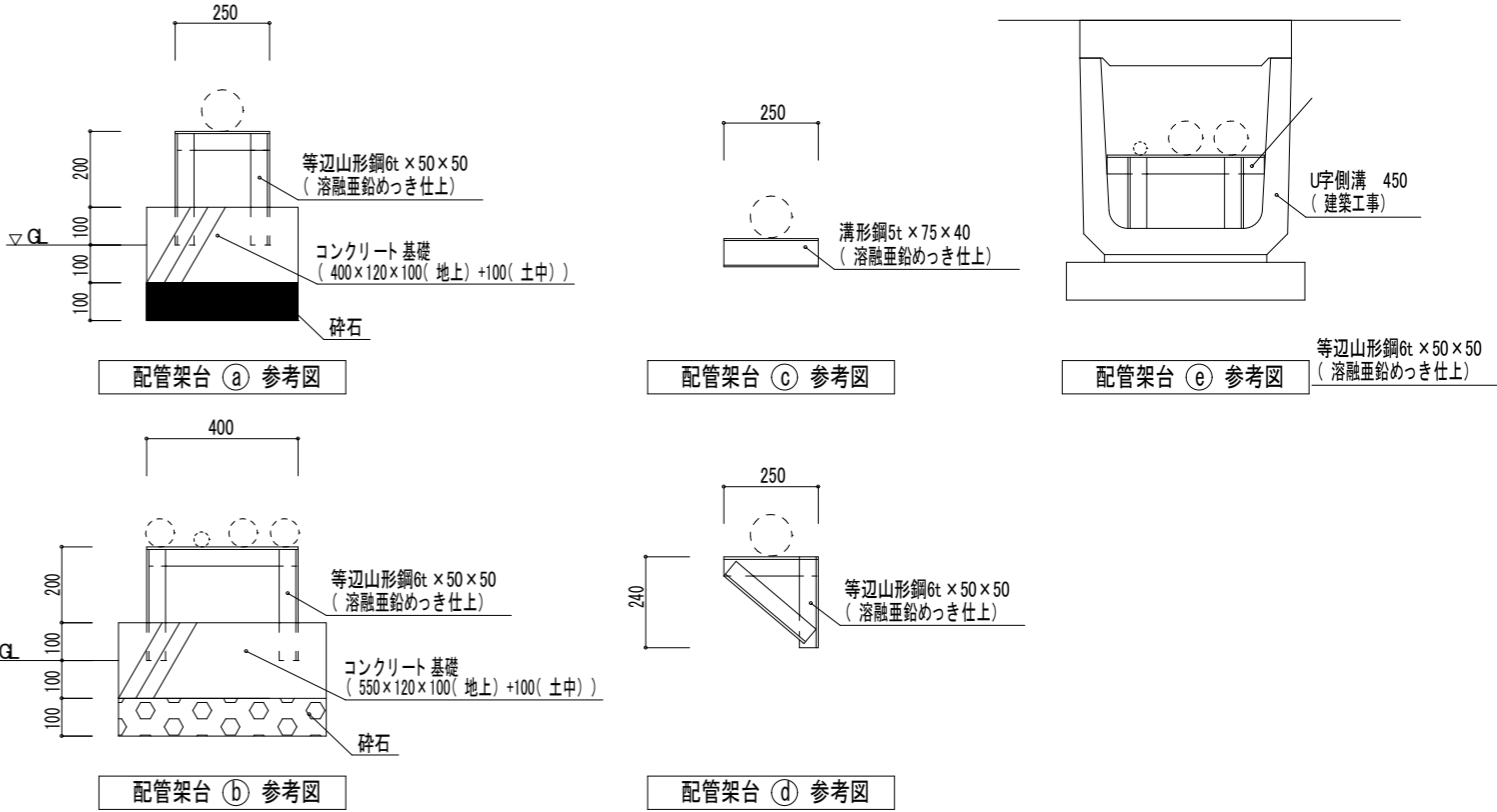 250
200
100
100
100
▽GL
等辺山形鋼6t×50×50
( 溶融亜鉛めっき仕上)
コンクリート基礎
( 400×120×100( 地上) +100( 土中) )
砕石
配管架台 ⓐ 参考図
250
溝形鋼5t×75×40
( 溶融亜鉛めっき仕上)
配管架台 ⓒ 参考図
U字側溝 450
( 建築工事)
等辺山形鋼6t×50×50
( 溶融亜鉛めっき仕上)
配管架台 ⓔ 参考図
400
200
100
100
100
GL
等辺山形鋼6t×50×50
( 溶融亜鉛めっき仕上)
コンクリート基礎
( 550×120×100( 地上) +100( 土中) )
砕石
配管架台 ⓑ 参考図
250
240
等辺山形鋼6t×50×50
( 溶融亜鉛めっき仕上)
配管架台 ⓓ 参考図